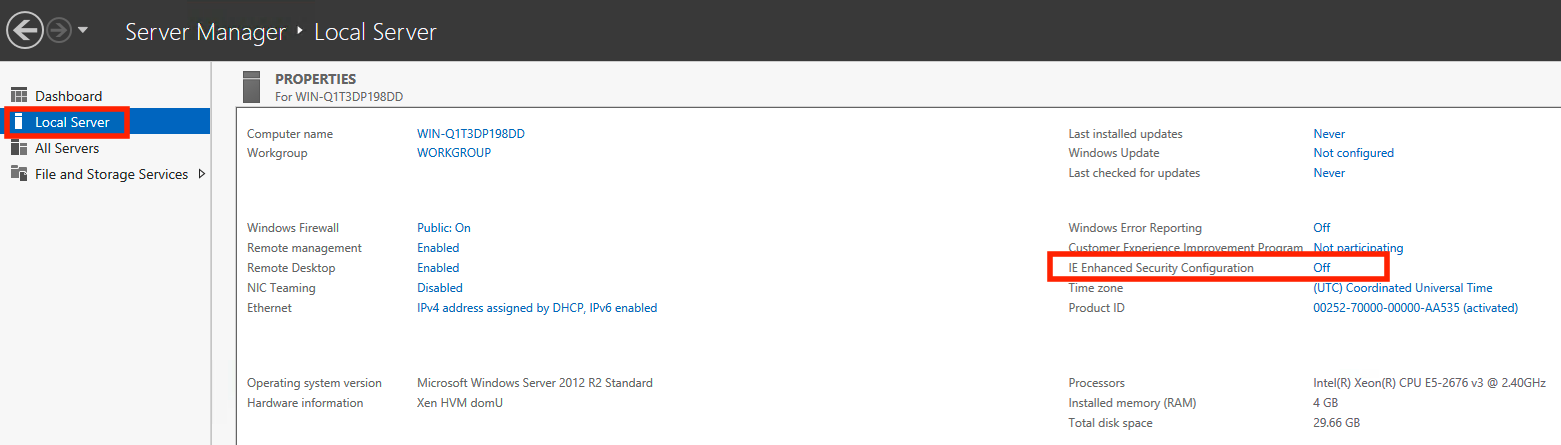 Server Manager ‣ Local Server
Dashboard
Local Server
All Servers
File and Storage Services
PROPERTIES
For WIN-Q1T3DP198DD
Computer name WIN-Q1T3DP198DD
Workgroup WORKGROUP
Last installed updates Never
Windows Update Not configured
Last checked for updates Never
Windows Firewall Public: On
Remote management Enabled
Remote Desktop Enabled
NIC Teaming Disabled
Ethernet IPv4 address assigned by DHCP, IPv6 enabled
Windows Error Reporting Off
Customer Experience Improvement Program Not participating
IE Enhanced Security Configuration Off
Time zone (UTC) Coordinated Universal Time
Product ID 00252-70000-00000-AA535 (activated)
Operating system version Microsoft Windows Server 2012 R2 Standard
Hardware information Xen HVM domU
Processors Intel(R) Xeon(R) CPU E5-2676 v3 @ 2.40GHz
Installed memory (RAM) 4 GB
Total disk space 29.66 GB